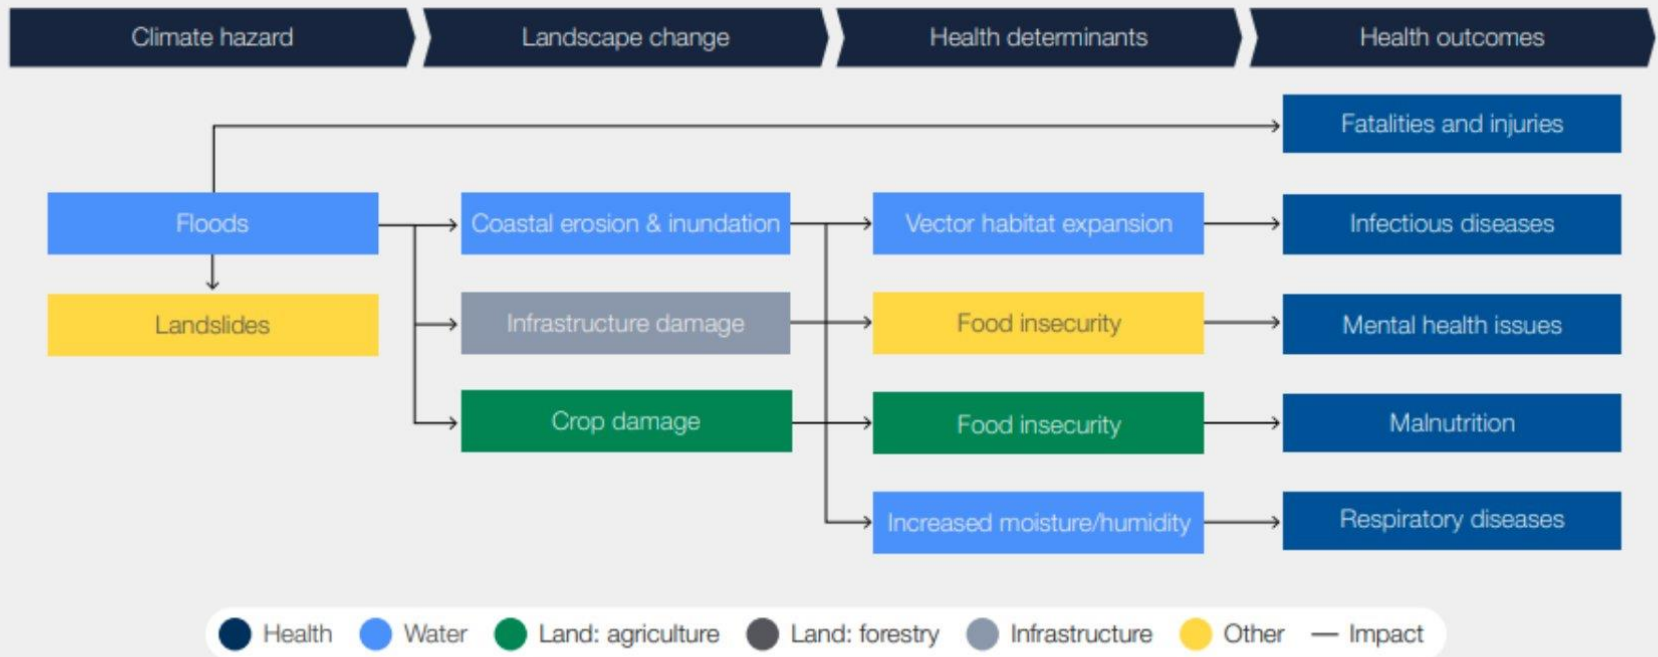 Climate hazard
Landscape change
Health determinants
Health outcomes
Fatalities and injuries
Floods
Coastal erosion & inundation
Vector habitat expansion
Infectious diseases
Landslides
Infrastructure damage
Food insecurity
Mental health issues
Crop damage
Food insecurity
Malnutrition
Increased moisture/humidity
Respiratory diseases
Health
Water
Land: agriculture
Land: forestry
Infrastructure
Other
Impact